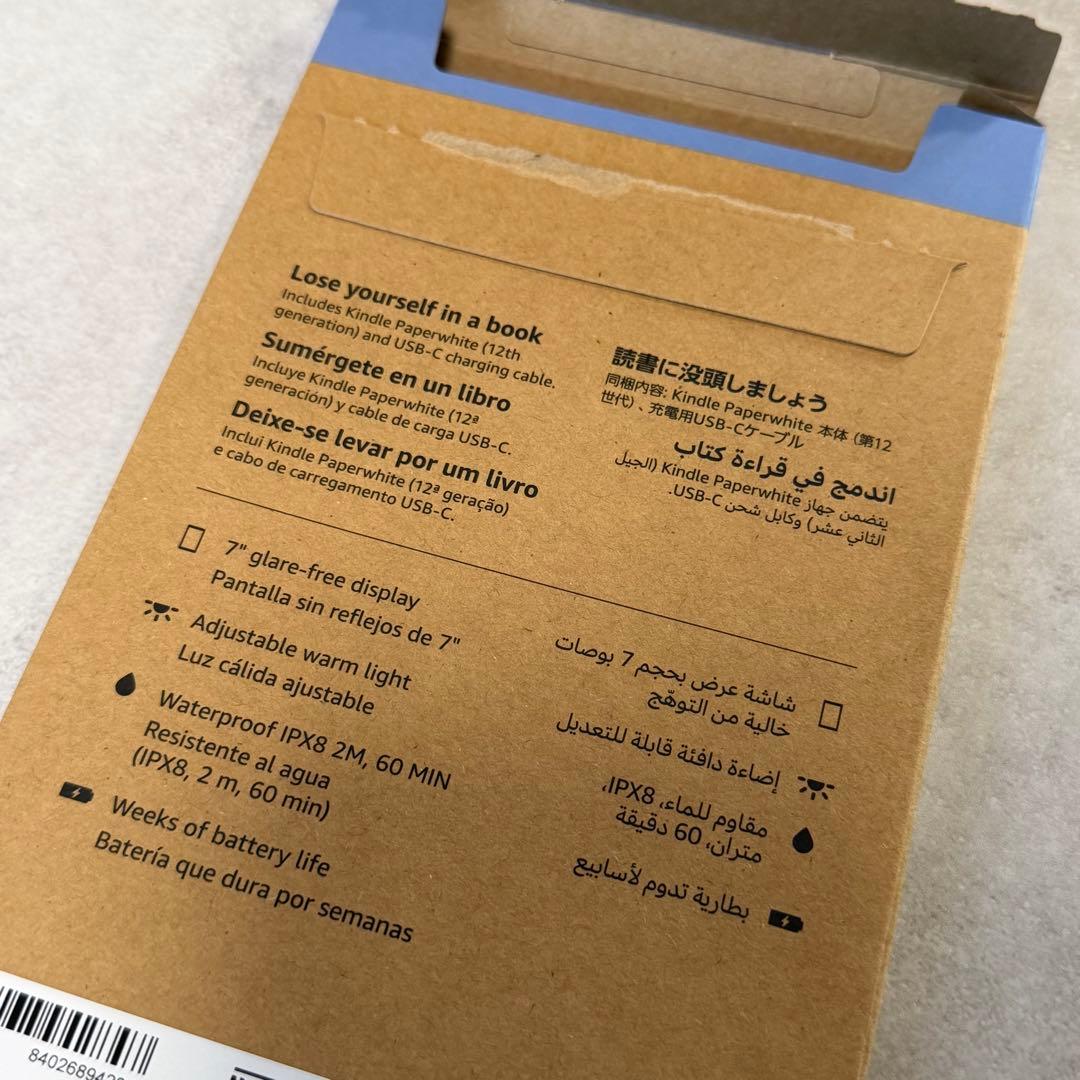 Lose yourself in a book
Includes Kindle Paperwhite (12th
generation) and USB-C charging cable.
Sumérgete en un libro
Incluye Kindle Paperwhite (12ª
generación) y cable de carga USB-C.
Deixe-se levar por um livro
Inclui Kindle Paperwhite (12ª geração)
e cabo de carregamento USB-C.
読書に没頭しましょう
同梱内容: Kindle Paperwhite 本体（第12
世代）、充電用USB-Cケーブル
اندمج في قراءة كتاب
يتضمن جهاز Kindle Paperwhite (الجيل
الثاني عشر) وكابل شحن USB-C.
7" glare-free display
Pantalla sin reflejos de 7"
Adjustable warm light
Luz cálida ajustable
Waterproof IPX8 2M, 60 MIN
Resistente al agua
(IPX8, 2 m, 60 min)
Weeks of battery life
Batería que dura por semanas
شاشة عرض بحجم 7 بوصات
خالية من التوهّج
إضاءة دافئة قابلة للتعديل
مقاوم للماء، IPX8،
متران، 60 دقيقة
بطارية تدوم لأسابيع